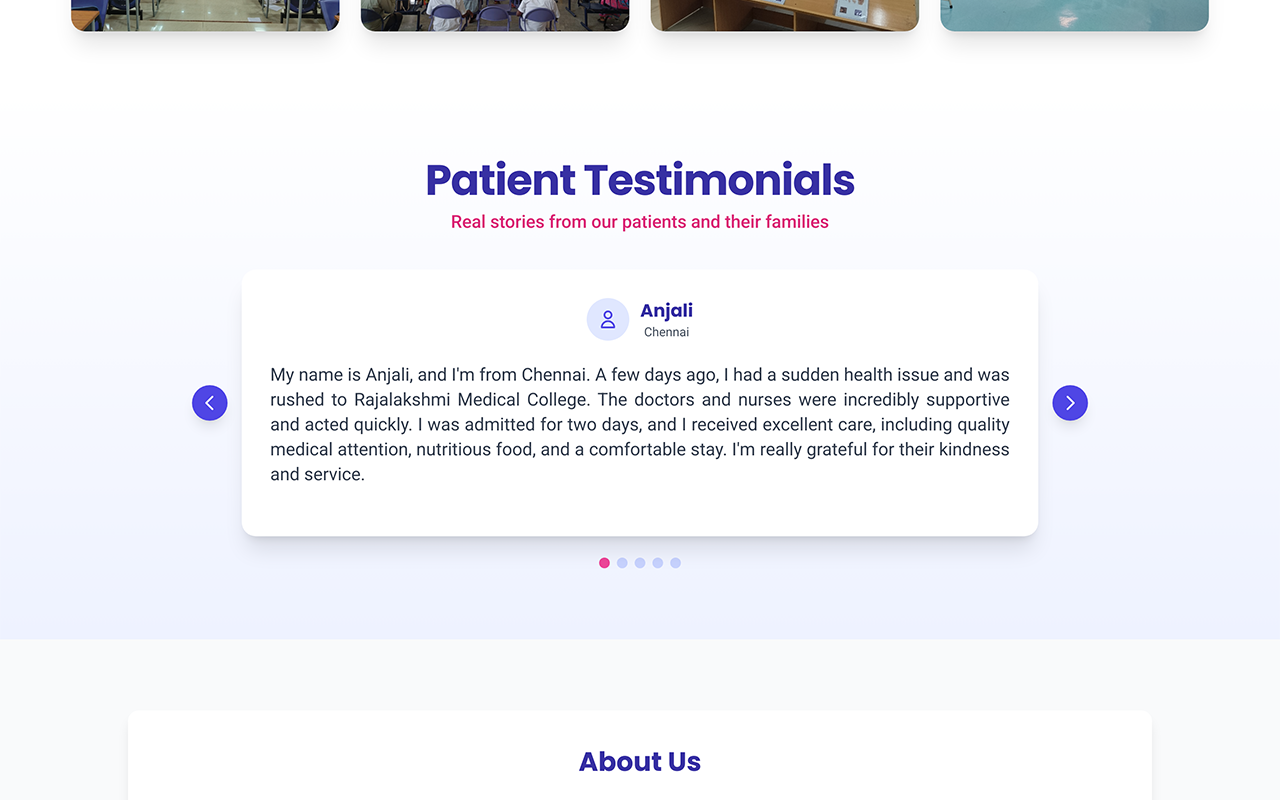 Patient Testimonials
Real stories from our patients and their families
Anjali
Chennai
My name is Anjali, and I'm from Chennai. A few days ago, I had a sudden health issue and was
rushed to Rajalakshmi Medical College. The doctors and nurses were incredibly supportive
and acted quickly. I was admitted for two days, and I received excellent care, including quality
medical attention, nutritious food, and a comfortable stay. I'm really grateful for their kindness
and service.
About Us